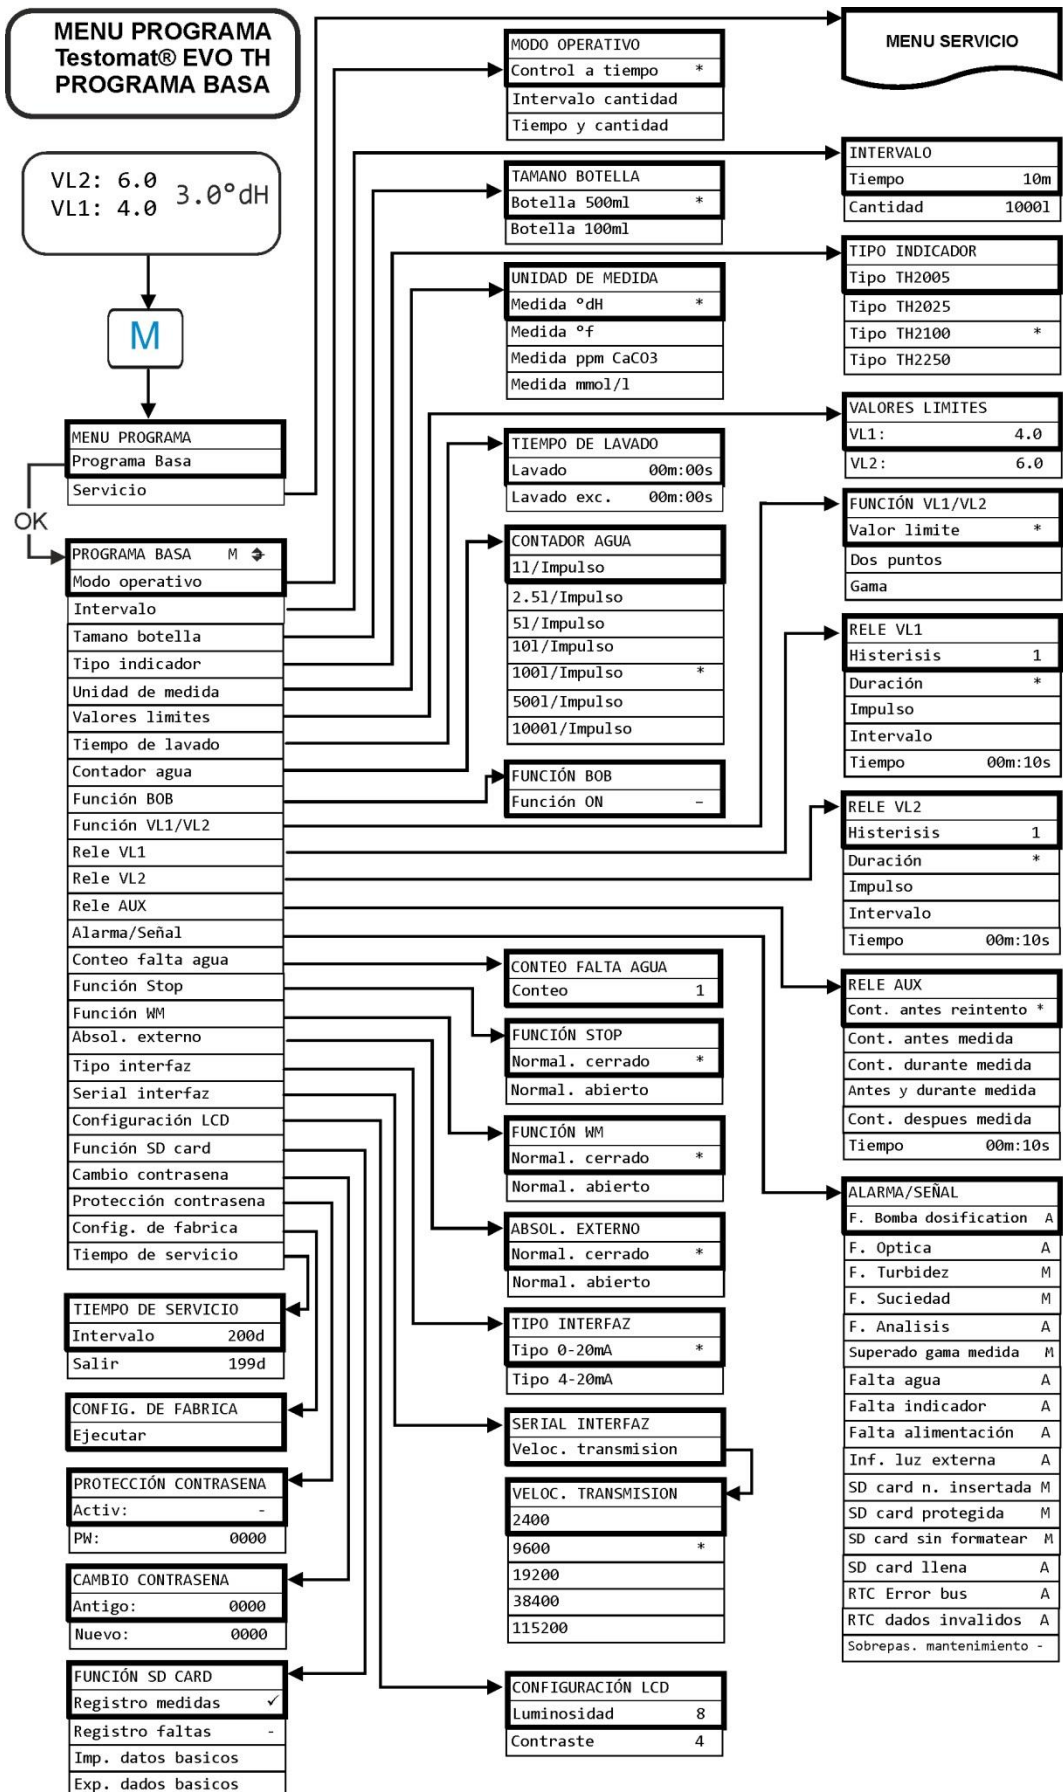 MENU PROGRAMA
Testomat® EVO TH
PROGRAMA BASA
VL2: 6.0
VL1: 4.0
3.0°dH
M
MENU PROGRAMA
Programa Basa
Servicio
OK
PROGRAMA BASA M
Modo operativo
Intervalo
Tamano botella
Tipo indicador
Unidad de medida
Valores limites
Tiempo de lavado
Contador agua
Función BOB
Función VL1/VL2
Rele VL1
Rele VL2
Rele AUX
Alarma/Señal
Conteo falta agua
Función Stop
Función WM
Absol. externo
Tipo interfaz
Serial interfaz
Configuración LCD
Función SD card
Cambio contrasena
Protección contrasena
Config. de fabrica
Tiempo de servicio
TIEMPO DE SERVICIO
Intervalo 200d
Salir 199d
CONFIG. DE FABRICA
Ejecutar
PROTECCIÓN CONTRASENA
Activ: -
PW: 0000
CAMBIO CONTRASENA
Antigo: 0000
Nuevo: 0000
FUNCIÓN SD CARD
Registro medidas ✓
Registro faltas -
Imp. datos basicos
Exp. dados basicos
MODO OPERATIVO
Control a tiempo *
Intervalo cantidad
Tiempo y cantidad
TAMANO BOTELLA
Botella 500ml *
Botella 100ml
UNIDAD DE MEDIDA
Medida °dH *
Medida °f
Medida ppm CaCO3
Medida mmol/l
TIEMPO DE LAVADO
Lavado 00m:00s
Lavado exc. 00m:00s
CONTADOR AGUA
1l/Impulso
2.5l/Impulso
5l/Impulso
10l/Impulso
100l/Impulso *
500l/Impulso
1000l/Impulso
FUNCIÓN BOB
Función ON -
CONTEO FALTA AGUA
Conteo 1
FUNCIÓN STOP
Normal. cerrado *
Normal. abierto
FUNCIÓN WM
Normal. cerrado *
Normal. abierto
ABSOL. EXTERNO
Normal. cerrado *
Normal. abierto
TIPO INTERFAZ
Tipo 0-20mA *
Tipo 4-20mA
SERIAL INTERFAZ
Veloc. transmision
VELOC. TRANSMISION
2400
9600 *
19200
38400
115200
CONFIGURACIÓN LCD
Luminosidad 8
Contraste 4
MENU SERVICIO
INTERVALO
Tiempo 10m
Cantidad 1000l
TIPO INDICADOR
Tipo TH2005
Tipo TH2025
Tipo TH2100 *
Tipo TH2250
VALORES LIMITES
VL1: 4.0
VL2: 6.0
FUNCIÓN VL1/VL2
Valor limite *
Dos puntos
Gama
RELE VL1
Histerisis 1
Duración *
Impulso
Intervalo
Tiempo 00m:10s
RELE VL2
Histerisis 1
Duración *
Impulso
Intervalo
Tiempo 00m:10s
RELE AUX
Cont. antes reintento *
Cont. antes medida
Cont. durante medida
Antes y durante medida
Cont. despues medida
Tiempo 00m:10s
ALARMA/SEÑAL
F. Bomba dosification A
F. Optica A
F. Turbidez M
F. Suciedad M
F. Analisis A
Superado gama medida M
Falta agua A
Falta indicador A
Falta alimentación A
Inf. luz externa A
SD card n. insertada M
SD card protegida M
SD card sin formatear M
SD card llena A
RTC Error bus A
RTC dados invalidos A
Sobrepas. mantenimiento -